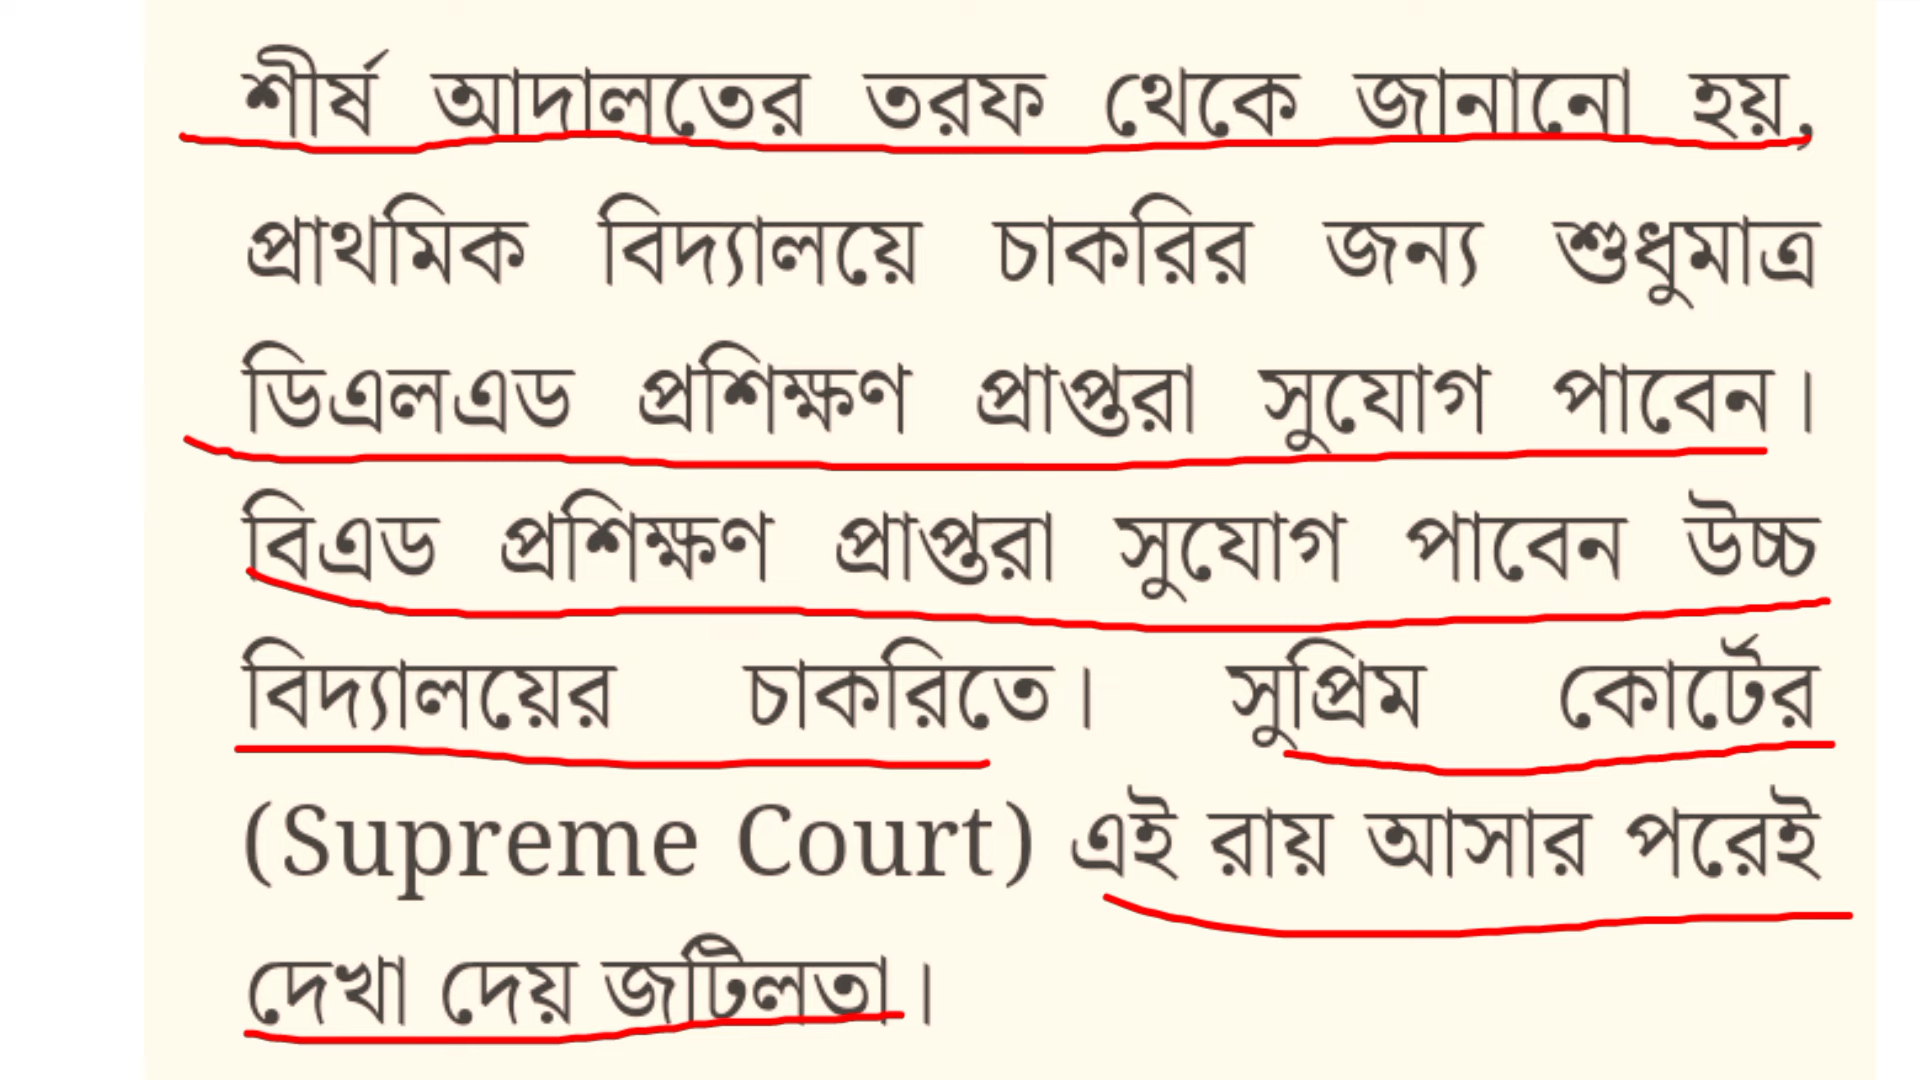 শীর্ষ আদালতের তরফ থেকে জানানো হয়,
প্রাথমিক বিদ্যালয়ে চাকরির জন্য শুধুমাত্র
ডিএলএড প্রশিক্ষণ প্রাপ্তরা সুযোগ পাবেন।
বিএড প্রশিক্ষণ প্রাপ্তরা সুযোগ পাবেন উচ্চ
বিদ্যালয়ের চাকরিতে। সুপ্রিম কোর্টের
(Supreme Court) এই রায় আসার পরেই
দেখা দেয় জটিলতা।